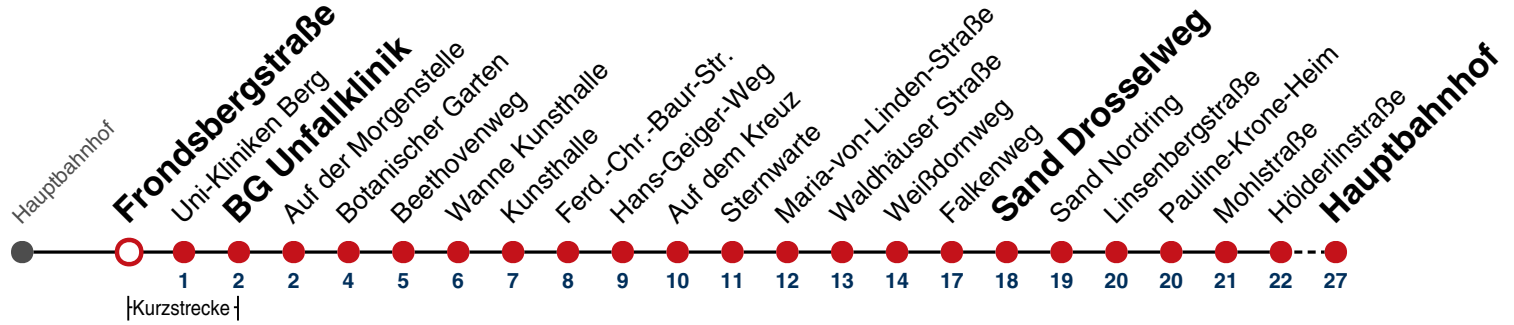 Hauptbahnhof
Frondsbergstraße
Uni-Kliniken Berg
BG Unfallklinik
Auf der Morgenstelle
Botanischer Garten
Beethovenweg
Wanne Kunsthalle
Kunsthalle
Ferd.-Chr.-Baur-Str.
Hans-Geiger-Weg
Auf dem Kreuz
Sternwarte
Maria-von-Linden-Straße
Waldhäuser Straße
Weißdornweg
Falkenweg
Sand Drosselweg
Sand Nordring
Linsenbergstraße
Pauline-Krone-Heim
Mohlstraße
Hölderlinstraße
Hauptbahnhof
1 2 2 4 5 6 7 8 9 10 11 12 13 14 17 18 19 20 20 21 22 27
Kurzstrecke